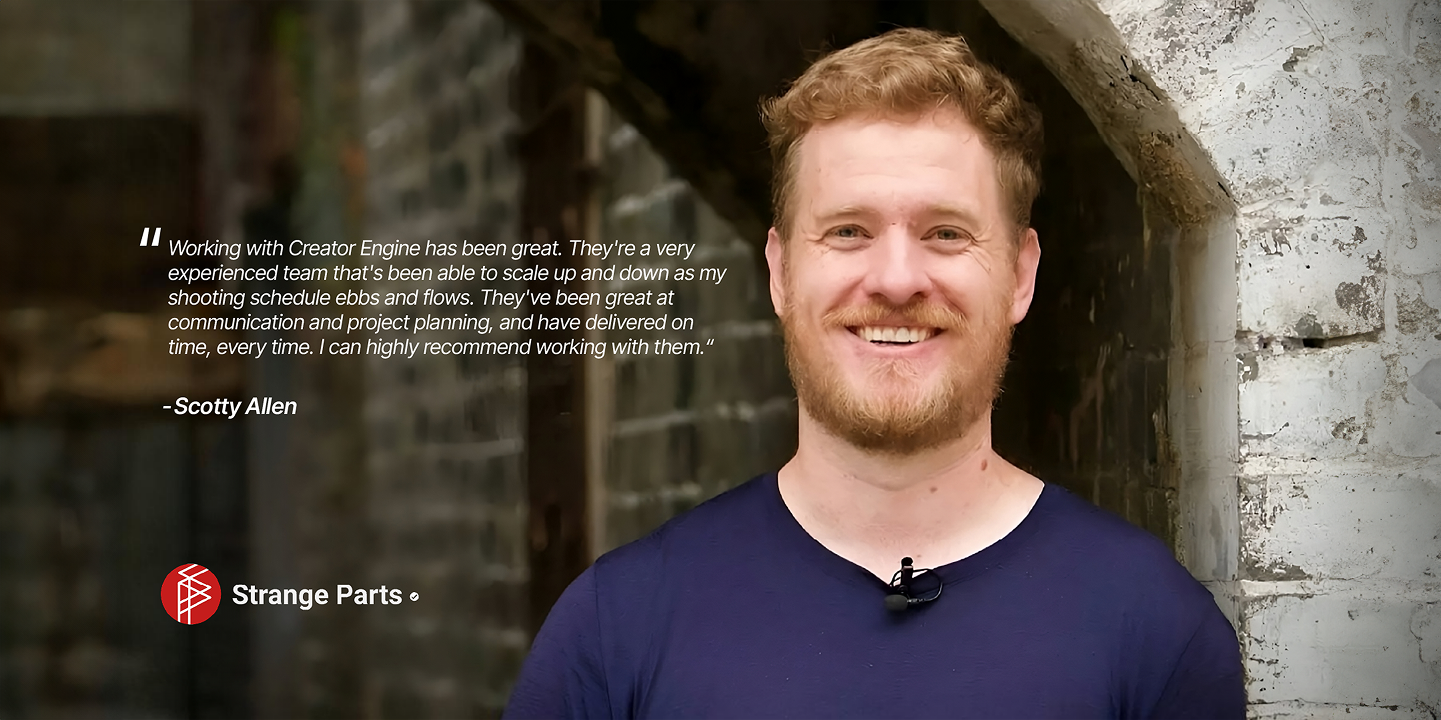 "Working with Creator Engine has been great. They're a very
experienced team that's been able to scale up and down as my
shooting schedule ebbs and flows. They've been great at
communication and project planning, and have delivered on
time, every time. I can highly recommend working with them."
-Scotty Allen
Strange Parts